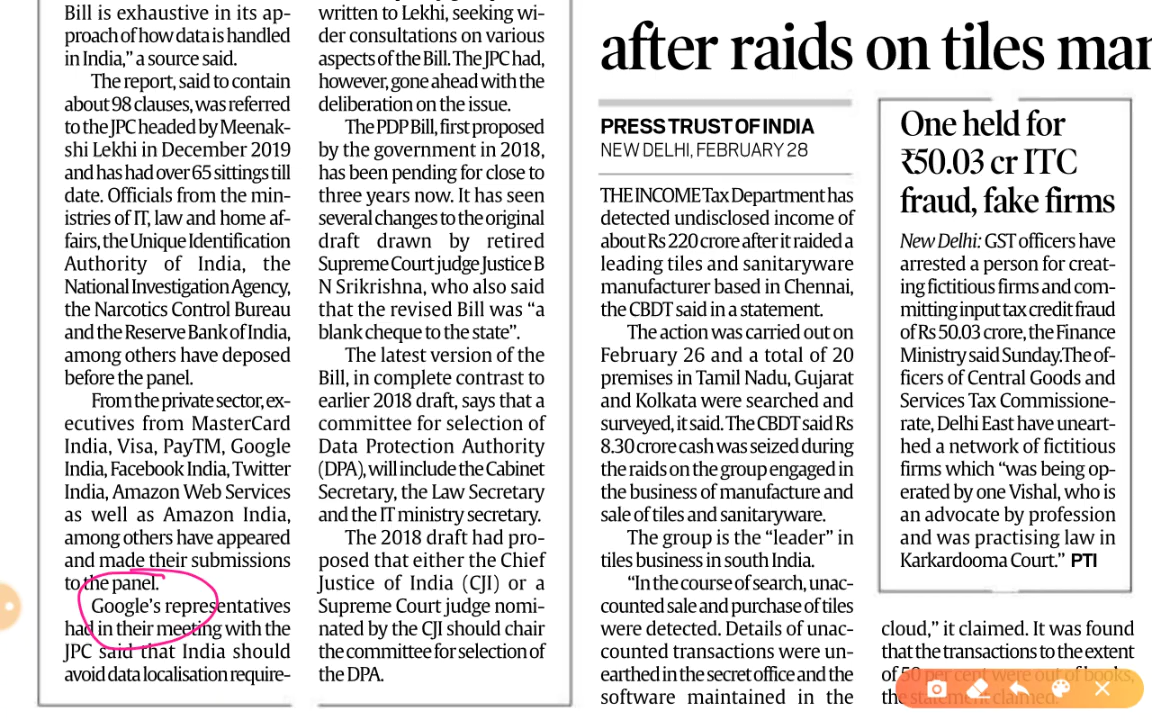 Bill is exhaustive in its ap-
proach of how data is handled
in India,” a source said.
The report, said to contain
about 98 clauses, was referred
to the JPC headed by Meenak-
shi Lekhi in December 2019
and has had over 65 sittings till
date. Officials from the min-
istries of IT, law and home af-
fairs, the Unique Identification
Authority of India, the
National Investigation Agency,
the Narcotics Control Bureau
and the Reserve Bank of India,
among others have deposed
before the panel.
From the private sector, ex-
ecutives from MasterCard
India, Visa, PayTM, Google
India, Facebook India, Twitter
India, Amazon Web Services
as well as Amazon India,
among others have appeared
and made their submissions
to the panel.
Google’s representatives
had in their meeting with the
JPC said that India should
avoid data localisation require-
written to Lekhi, seeking wi-
der consultations on various
aspects of the Bill. The JPC had,
however, gone ahead with the
deliberation on the issue.
The PDP Bill, first proposed
by the government in 2018,
has been pending for close to
three years now. It has seen
several changes to the original
draft drawn by retired
Supreme Court judge Justice B
N Srikrishna, who also said
that the revised Bill was “a
blank cheque to the state”.
The latest version of the
Bill, in complete contrast to
earlier 2018 draft, says that a
committee for selection of
Data Protection Authority
(DPA), will include the Cabinet
Secretary, the Law Secretary
and the IT ministry secretary.
The 2018 draft had pro-
posed that either the Chief
Justice of India (CJI) or a
Supreme Court judge nomi-
nated by the CJI should chair
the committee for selection of
the DPA.
after raids on tiles
PRESS TRUST OF INDIA
NEW DELHI, FEBRUARY 28
THE INCOME Tax Department has
detected undisclosed income of
about Rs 220 crore after it raided a
leading tiles and sanitaryware
manufacturer based in Chennai,
the CBDT said in a statement.
The action was carried out on
February 26 and a total of 20
premises in Tamil Nadu, Gujarat
and Kolkata were searched and
surveyed, it said. The CBDT said Rs
8.30 crore cash was seized during
the raids on the group engaged in
the business of manufacture and
sale of tiles and sanitaryware.
The group is the “leader” in
tiles business in south India.
“In the course of search, unac-
counted sale and purchase of tiles
were detected. Details of unac-
counted transactions were un-
earthed in the secret office and the
software maintained in the
One held for
₹50.03 cr ITC
fraud, fake firms
New Delhi: GST officers have
arrested a person for creat-
ing fictitious firms and com-
mitting input tax credit fraud
of Rs 50.03 crore, the Finance
Ministry said Sunday.The of-
ficers of Central Goods and
Services Tax Commissione-
rate, Delhi East have uneart-
hed a network of fictitious
firms which “was being op-
erated by one Vishal, who is
an advocate by profession
and was practising law in
Karkardooma Court.” PTI
cloud,” it claimed. It was found
that the transactions to the extent
of 50 per cent were out of books,
the statement claimed.